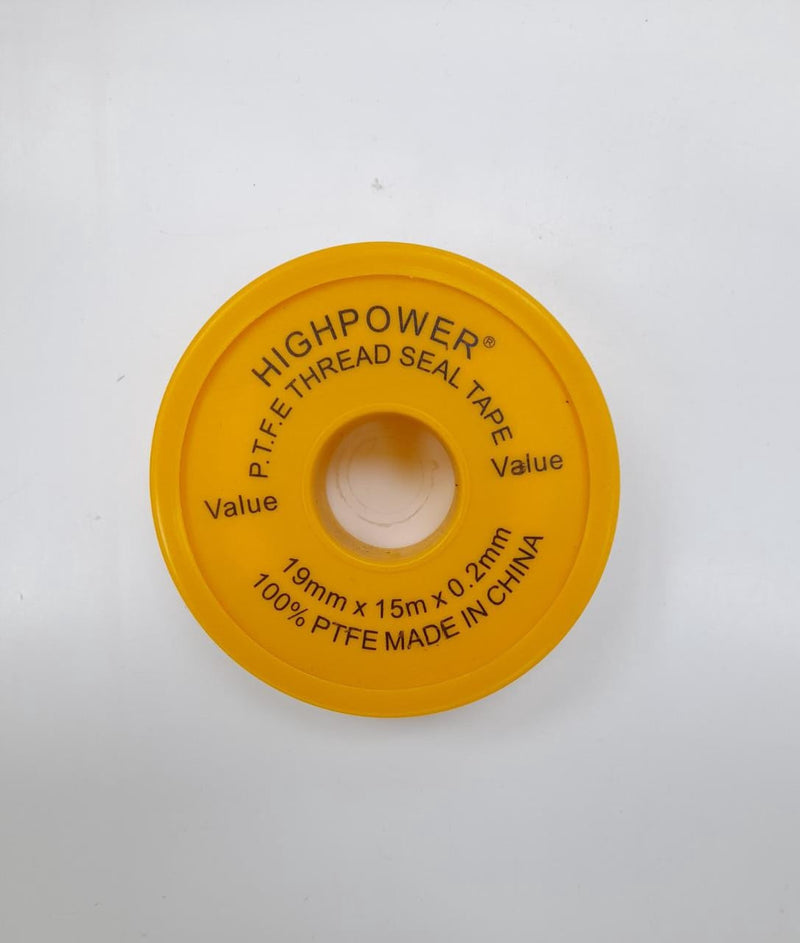 HIGHPOWER®
P.T.F.E THREAD SEAL TAPE
Value
Value
19mm x 15m x 0.2mm
100% PTFE MADE IN CHINA